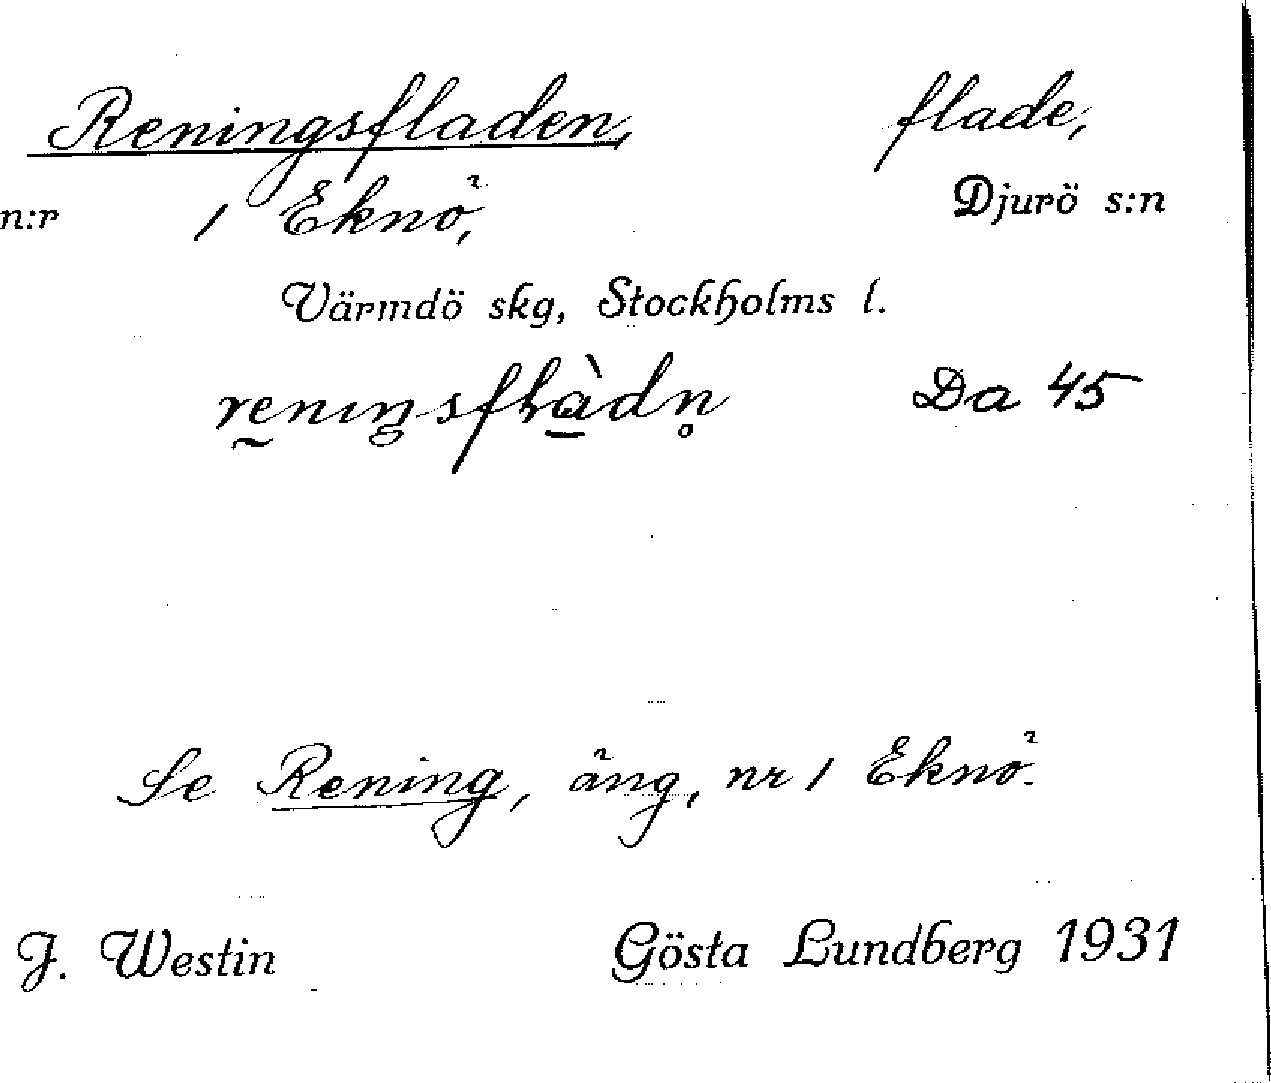 Reningsfladen, flade,
n:r 1 Eknö, Djurö s:n
Värmdö skg, Stockholms l.
Da 45
Se Rening, äng, nr 1 Eknö.
J. Westin Gösta Lundberg 1931